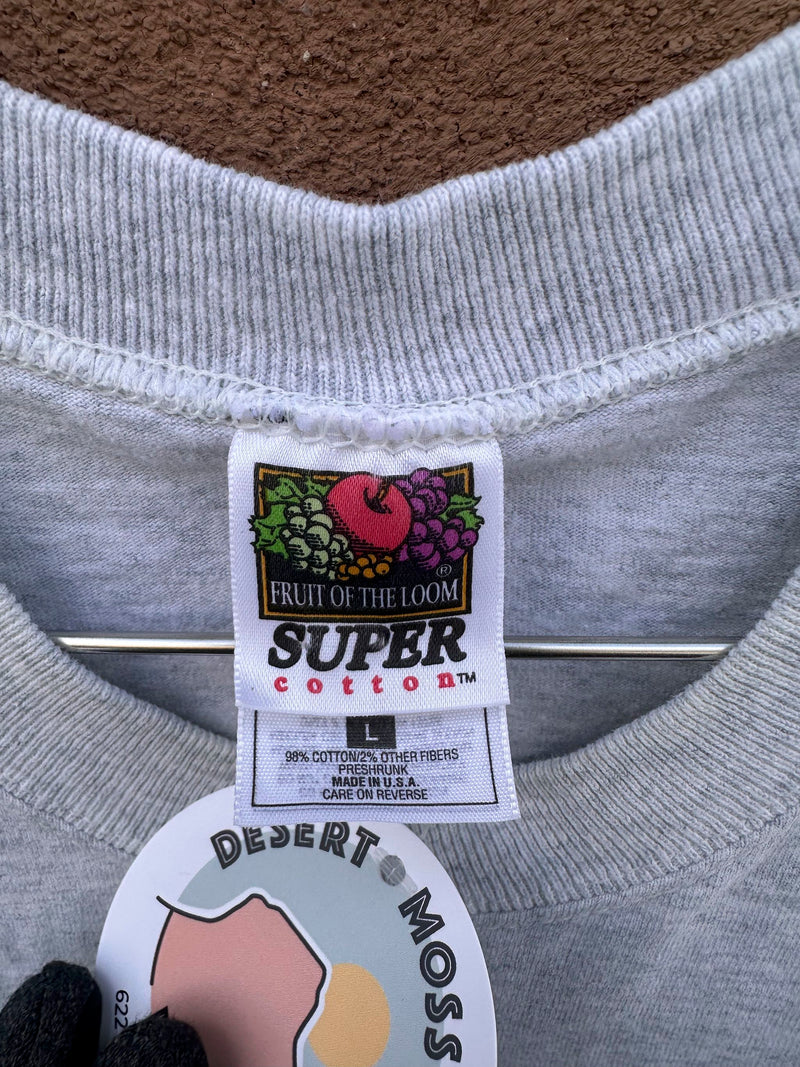 ®
FRUIT OF THE LOOM
SUPER
cotton™
L
98% COTTON/2% OTHER FIBERS
PRESHRUNK
MADE IN U.S.A.
CARE ON REVERSE
DESERT MOSS
622